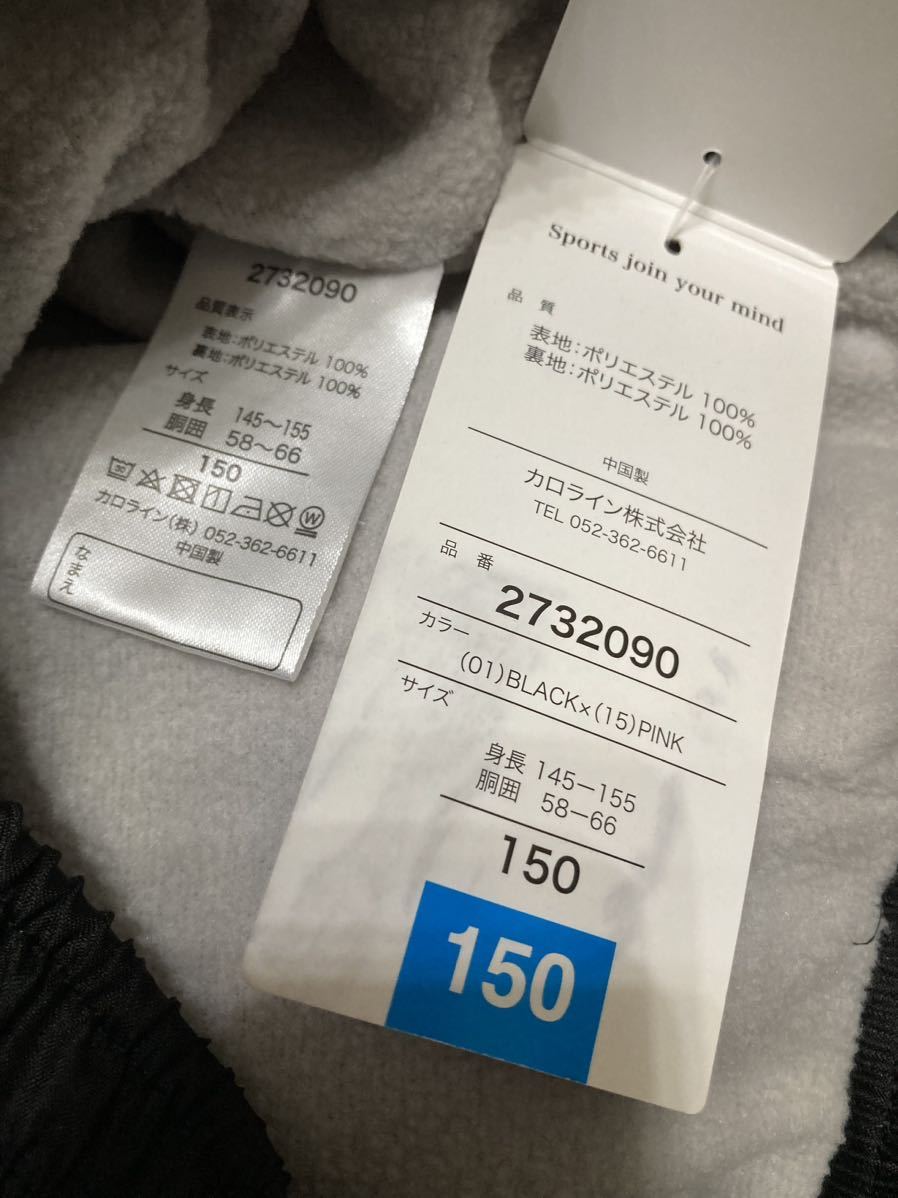 2732090
品質表示
表地:ポリエステル 100%
裏地:ポリエステル 100%
サイズ
身長 145〜155
胴囲 58〜66
150
カロライン(株) 052-362-6611
中国製
なまえ
Sports join your mind
品 質
表地:ポリエステル 100%
裏地:ポリエステル 100%
中国製
カロライン株式会社
TEL 052-362-6611
品 番
2732090
カラー
(01)BLACK×(15)PINK
サイズ
身長 145−155
胴囲 58−66
150
150